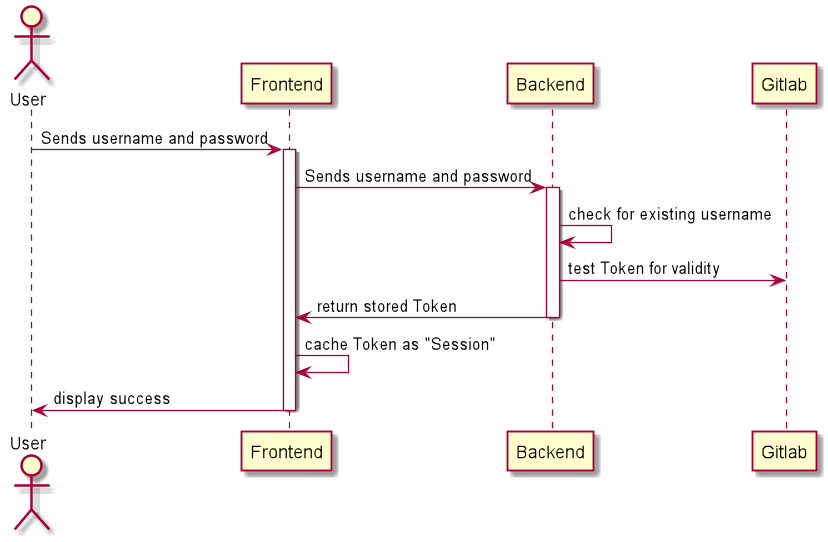 User
Frontend
Backend
Gitlab
Sends username and password
Sends username and password
check for existing username
test Token for validity
return stored Token
cache Token as "Session"
display success
User
Frontend
Backend
Gitlab